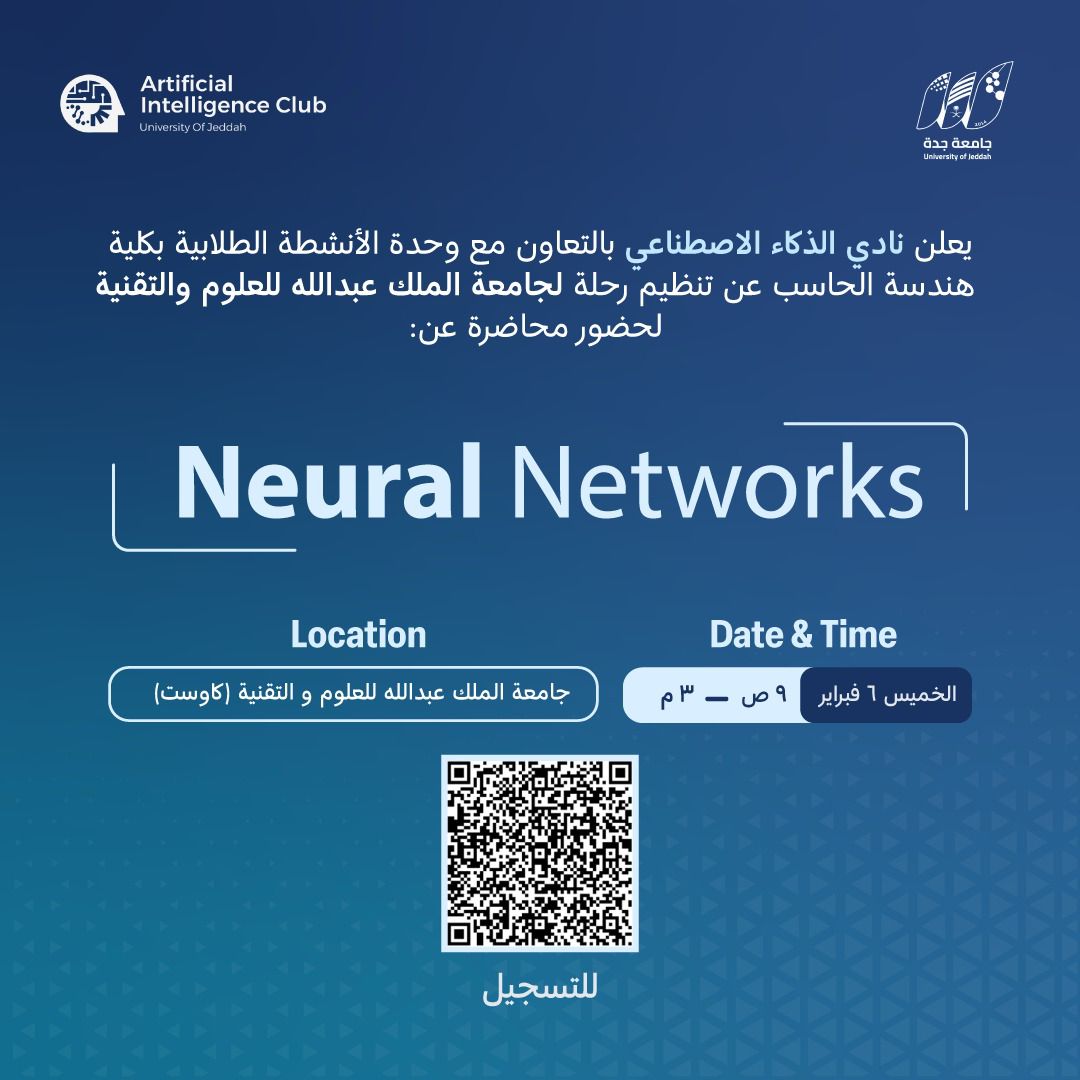 Artificial
Intelligence Club
University Of Jeddah
2014
جامعة جدة
University of Jeddah
يعلن نادي الذكاء الاصطناعي بالتعاون مع وحدة الأنشطة الطلابية بكلية
هندسة الحاسب عن تنظيم رحلة لجامعة الملك عبدالله للعلوم والتقنية
لحضور محاضرة عن:
Neural Networks
Location
جامعة الملك عبدالله للعلوم و التقنية (كاوست)
Date & Time
الخميس ٦ فبراير
٩ ص – ٣ م
للتسجيل